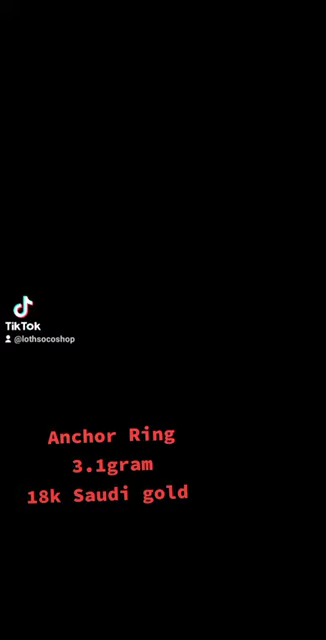 TikTok
@lothsocoshop
Anchor Ring
3.1gram
18k Saudi gold